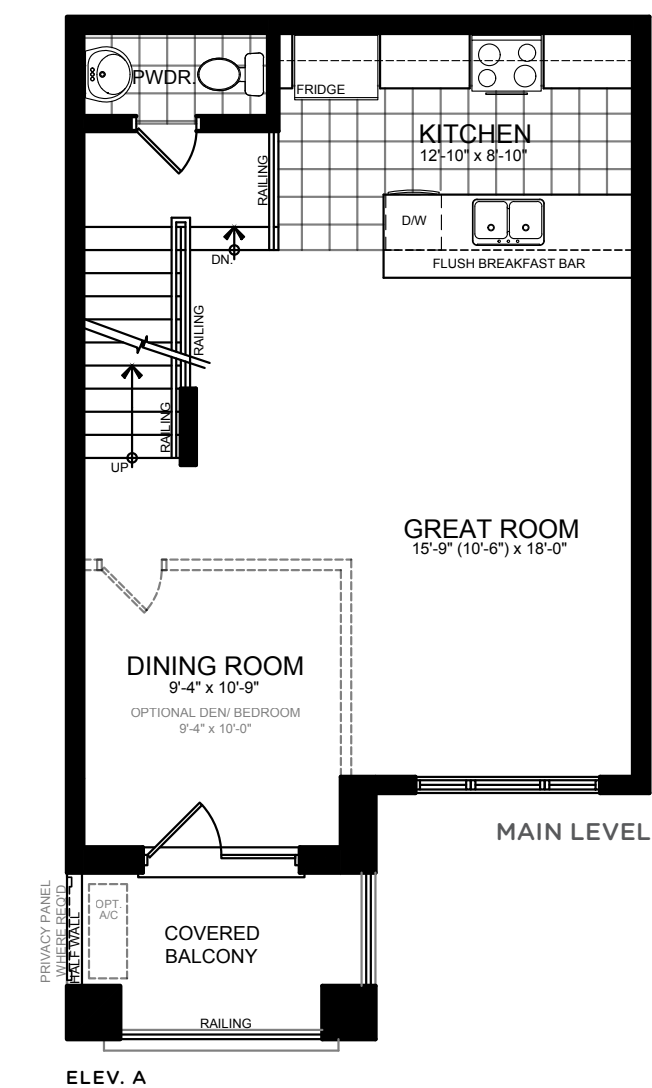 PWDR.
FRIDGE
KITCHEN
12'-10" x 8'-10"
RAILING
D/W
DN.
FLUSH BREAKFAST BAR
RAILING
RAILING
UP
GREAT ROOM
15'-9" (10'-6") x 18'-0"
DINING ROOM
9'-4" x 10'-9"
OPTIONAL DEN/ BEDROOM
9'-4" x 10'-0"
MAIN LEVEL
PRIVACY PANEL
WHERE REQ'D
HALF WALL
OPT.
A/C
COVERED
BALCONY
RAILING
ELEV. A